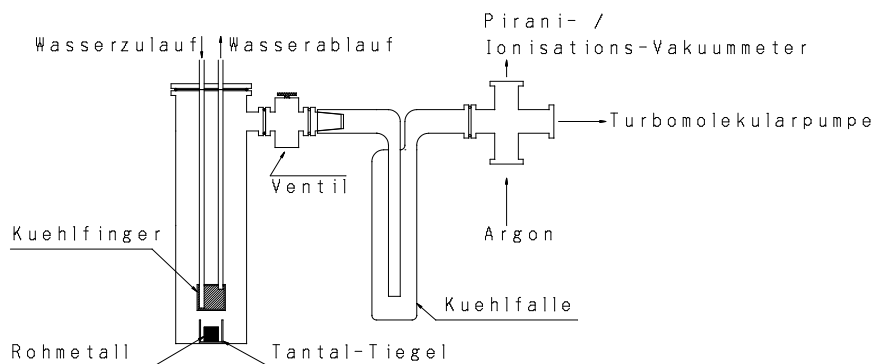 Pirani- /
Ionisations-Vakuummeter
Wasserzulauf
Wasserablauf
Turbomolekularpumpe
Ventil
Argon
Kuehlfinger
Kuehlfalle
Rohmetall
Tantal-Tiegel